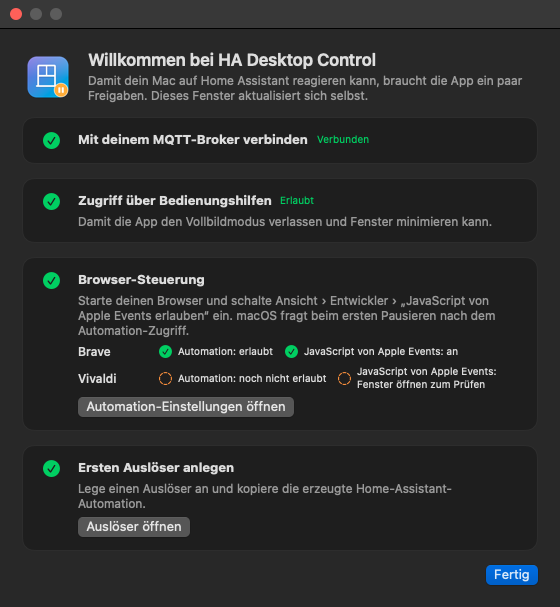 Willkommen bei HA Desktop Control
Damit dein Mac auf Home Assistant reagieren kann, braucht die App ein paar
Freigaben. Dieses Fenster aktualisiert sich selbst.
Mit deinem MQTT-Broker verbinden Verbunden
Zugriff über Bedienungshilfen Erlaubt
Damit die App den Vollbildmodus verlassen und Fenster minimieren kann.
Browser-Steuerung
Starte deinen Browser und schalte Ansicht › Entwickler › „JavaScript von
Apple Events erlauben“ ein. macOS fragt beim ersten Pausieren nach dem
Automation-Zugriff.
Brave Automation: erlaubt JavaScript von Apple Events: an
Vivaldi Automation: noch nicht erlaubt JavaScript von Apple Events:
Fenster öffnen zum Prüfen
Automation-Einstellungen öffnen
Ersten Auslöser anlegen
Lege einen Auslöser an und kopiere die erzeugte Home-Assistant-
Automation.
Auslöser öffnen
Fertig